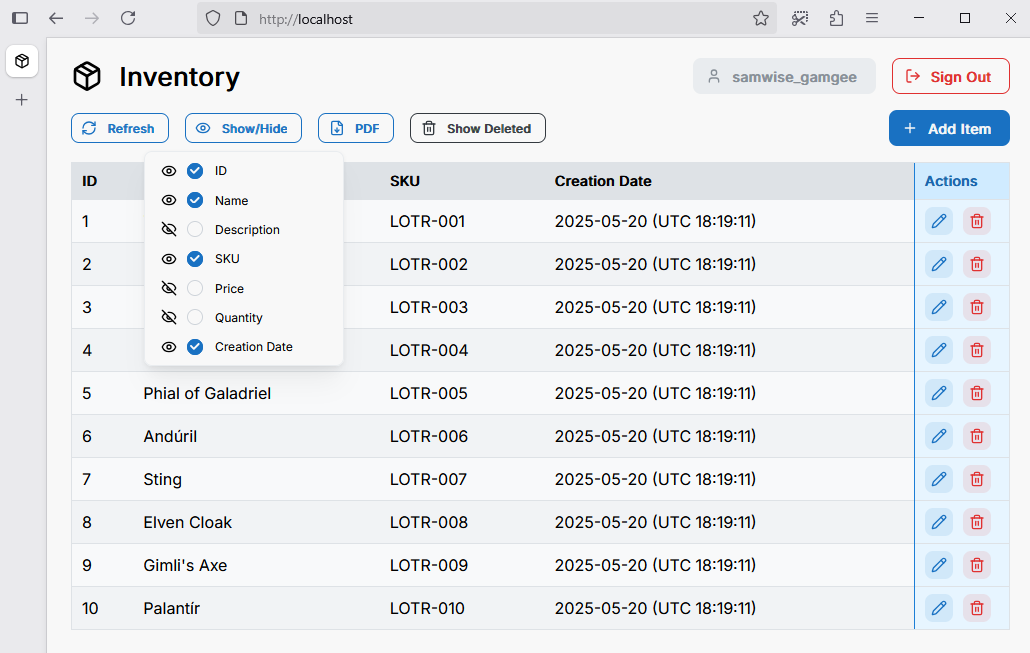 http://localhost
Inventory
samwise_gamgee
Sign Out
Refresh
Show/Hide
PDF
Show Deleted
Add Item
ID
Name
Description
SKU
Price
Quantity
Creation Date
ID SKU Creation Date Actions
1 LOTR-001 2025-05-20 (UTC 18:19:11)
2 LOTR-002 2025-05-20 (UTC 18:19:11)
3 LOTR-003 2025-05-20 (UTC 18:19:11)
4 LOTR-004 2025-05-20 (UTC 18:19:11)
5 Phial of Galadriel LOTR-005 2025-05-20 (UTC 18:19:11)
6 Andúril LOTR-006 2025-05-20 (UTC 18:19:11)
7 Sting LOTR-007 2025-05-20 (UTC 18:19:11)
8 Elven Cloak LOTR-008 2025-05-20 (UTC 18:19:11)
9 Gimli's Axe LOTR-009 2025-05-20 (UTC 18:19:11)
10 Palantír LOTR-010 2025-05-20 (UTC 18:19:11)